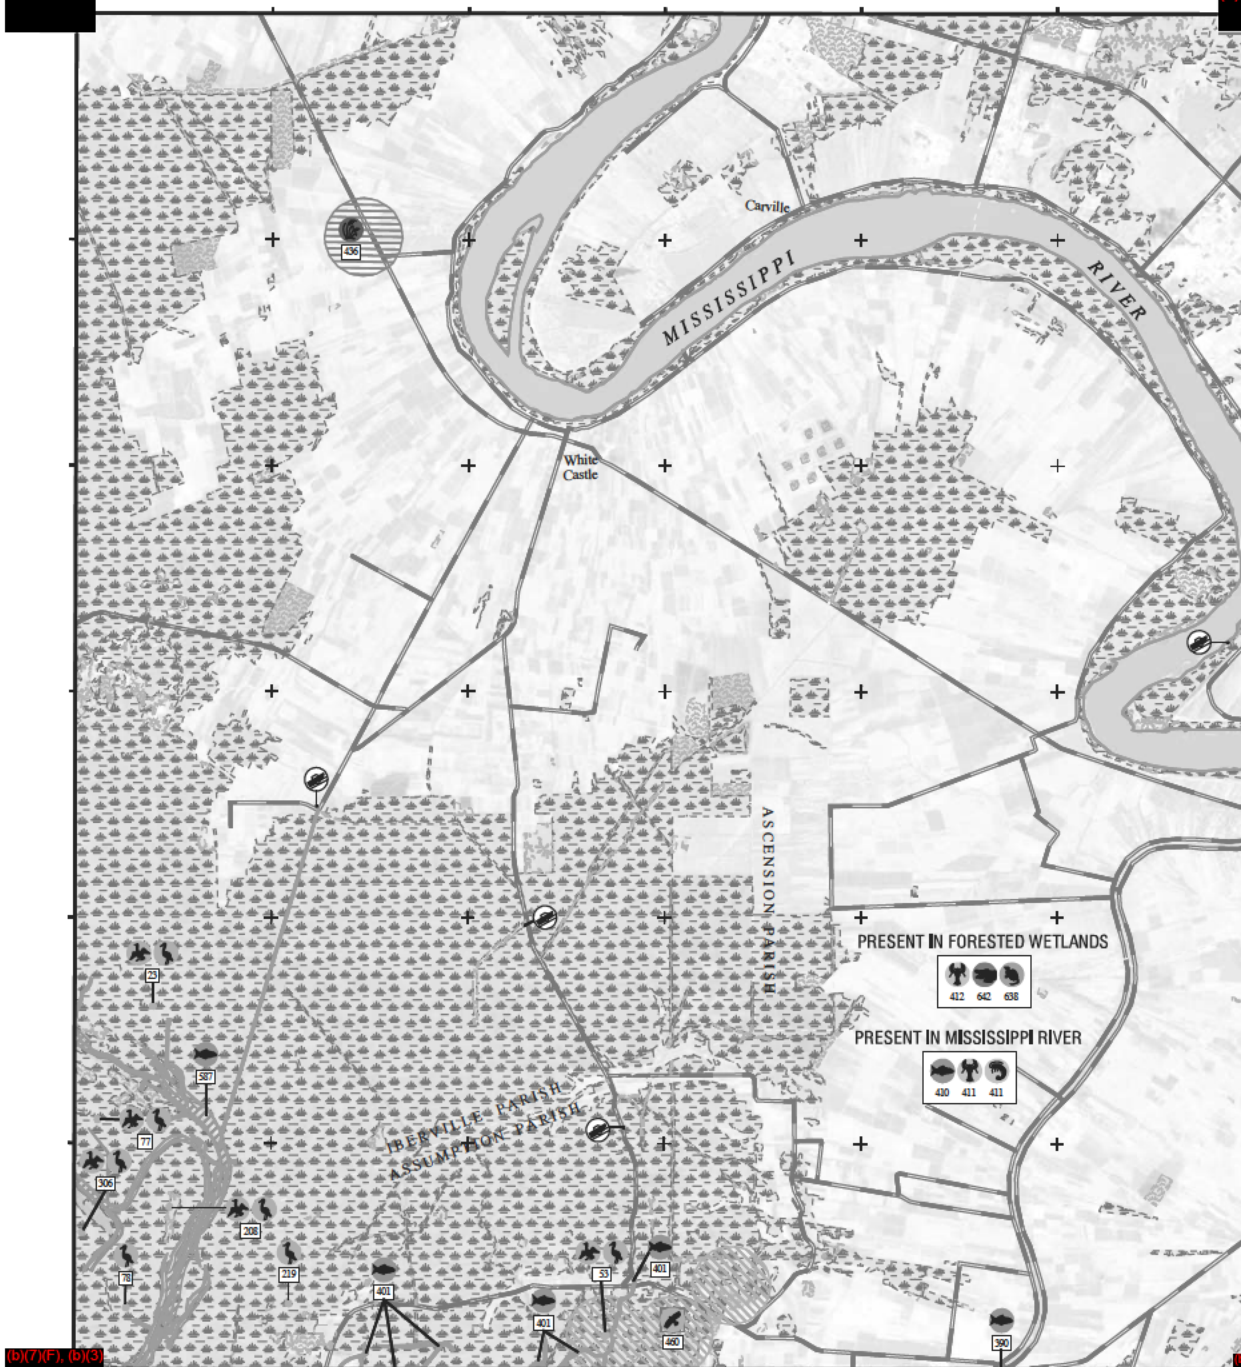 Carville
436
MISSISSIPPI
RIVER
White
Castle
ASCENSION PARISH
PRESENT IN FORESTED WETLANDS
412 642 638
25
PRESENT IN MISSISSIPPI RIVER
410 411 411
587
77
IBERVILLE PARISH
ASSUMPTION PARISH
306
208
78
219
401
53
401
401
460
390
(b)(7)(F), (b)(3)